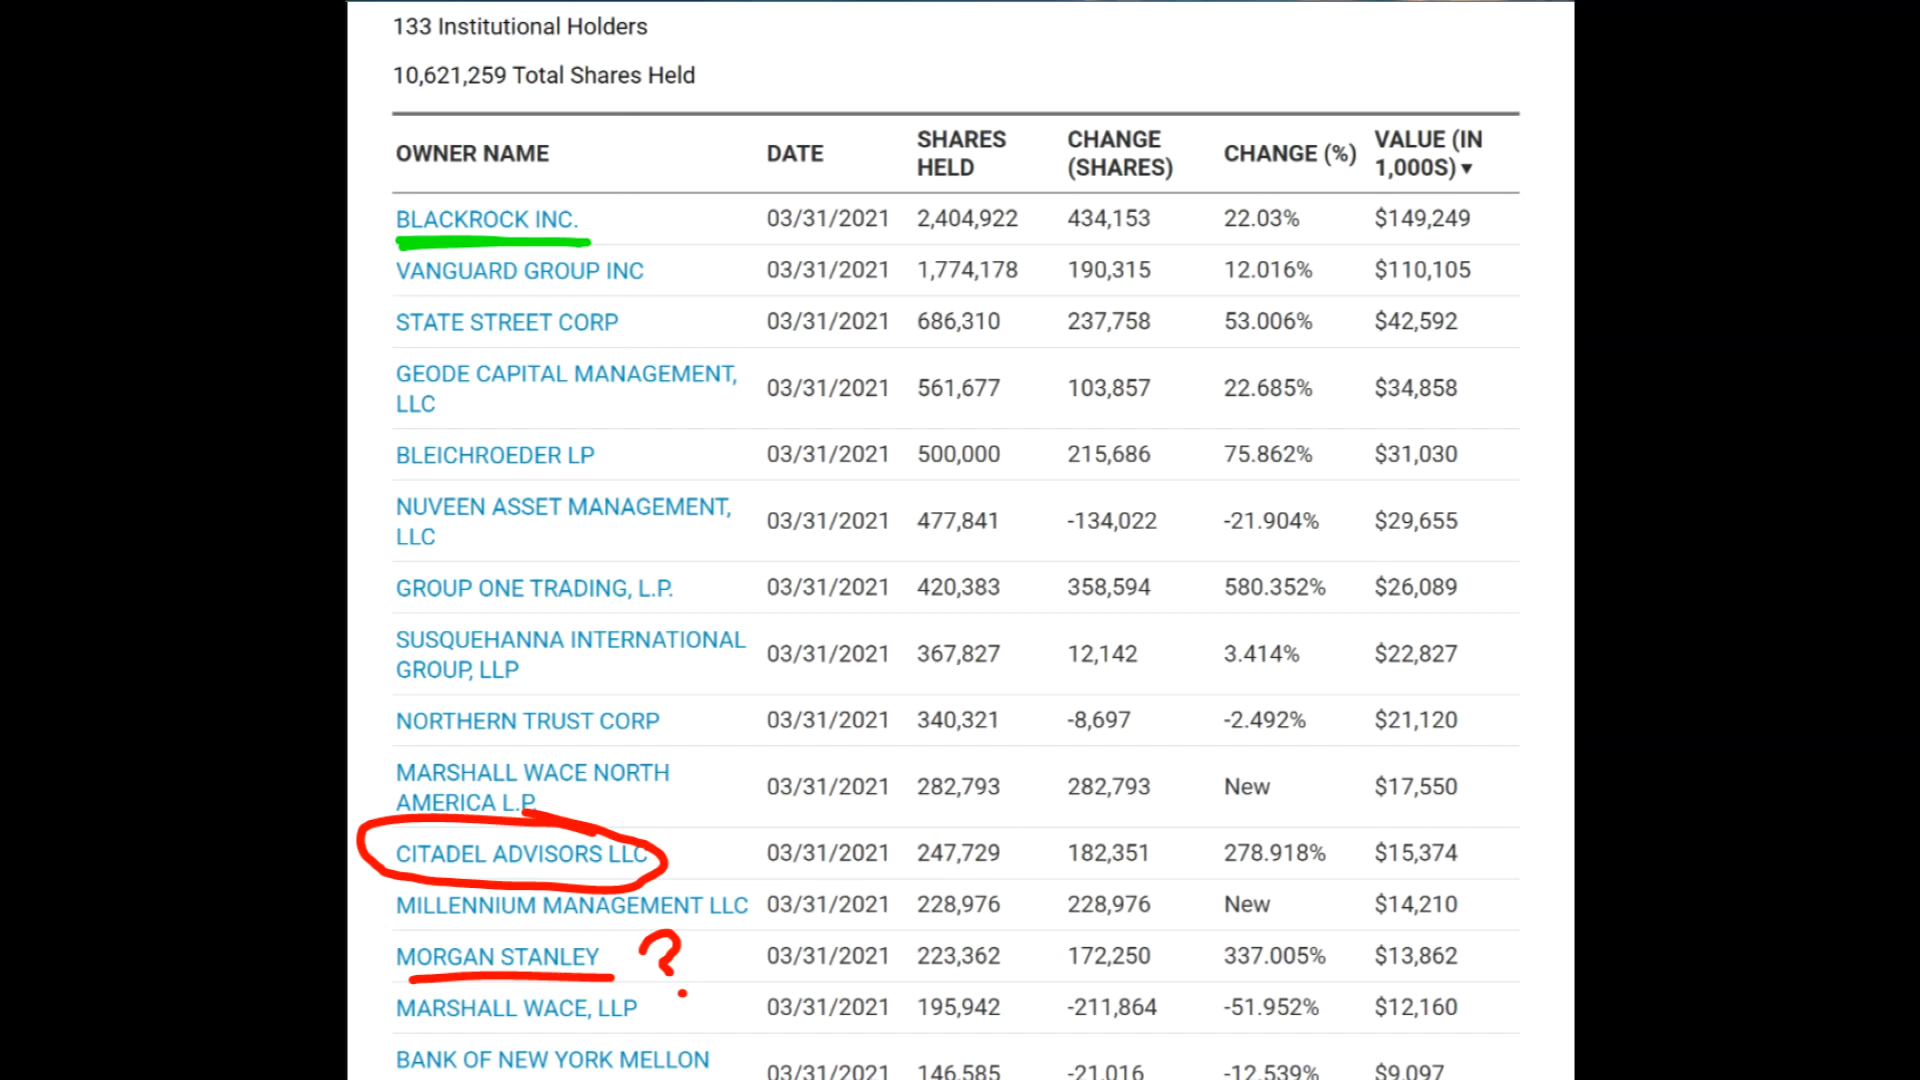 133 Institutional Holders
10,621,259 Total Shares Held
OWNER NAME DATE SHARES HELD CHANGE (SHARES) CHANGE (%) VALUE (IN 1,000S) ▼
BLACKROCK INC. 03/31/2021 2,404,922 434,153 22.03% $149,249
VANGUARD GROUP INC 03/31/2021 1,774,178 190,315 12.016% $110,105
STATE STREET CORP 03/31/2021 686,310 237,758 53.006% $42,592
GEODE CAPITAL MANAGEMENT, LLC 03/31/2021 561,677 103,857 22.685% $34,858
BLEICHROEDER LP 03/31/2021 500,000 215,686 75.862% $31,030
NUVEEN ASSET MANAGEMENT, LLC 03/31/2021 477,841 -134,022 -21.904% $29,655
GROUP ONE TRADING, L.P. 03/31/2021 420,383 358,594 580.352% $26,089
SUSQUEHANNA INTERNATIONAL GROUP, LLP 03/31/2021 367,827 12,142 3.414% $22,827
NORTHERN TRUST CORP 03/31/2021 340,321 -8,697 -2.492% $21,120
MARSHALL WACE NORTH AMERICA L.P. 03/31/2021 282,793 282,793 New $17,550
CITADEL ADVISORS LLC 03/31/2021 247,729 182,351 278.918% $15,374
MILLENNIUM MANAGEMENT LLC 03/31/2021 228,976 228,976 New $14,210
MORGAN STANLEY ? 03/31/2021 223,362 172,250 337.005% $13,862
MARSHALL WACE, LLP 03/31/2021 195,942 -211,864 -51.952% $12,160
BANK OF NEW YORK MELLON 03/31/2021 146,585 -21,016 -12.539% $9,097